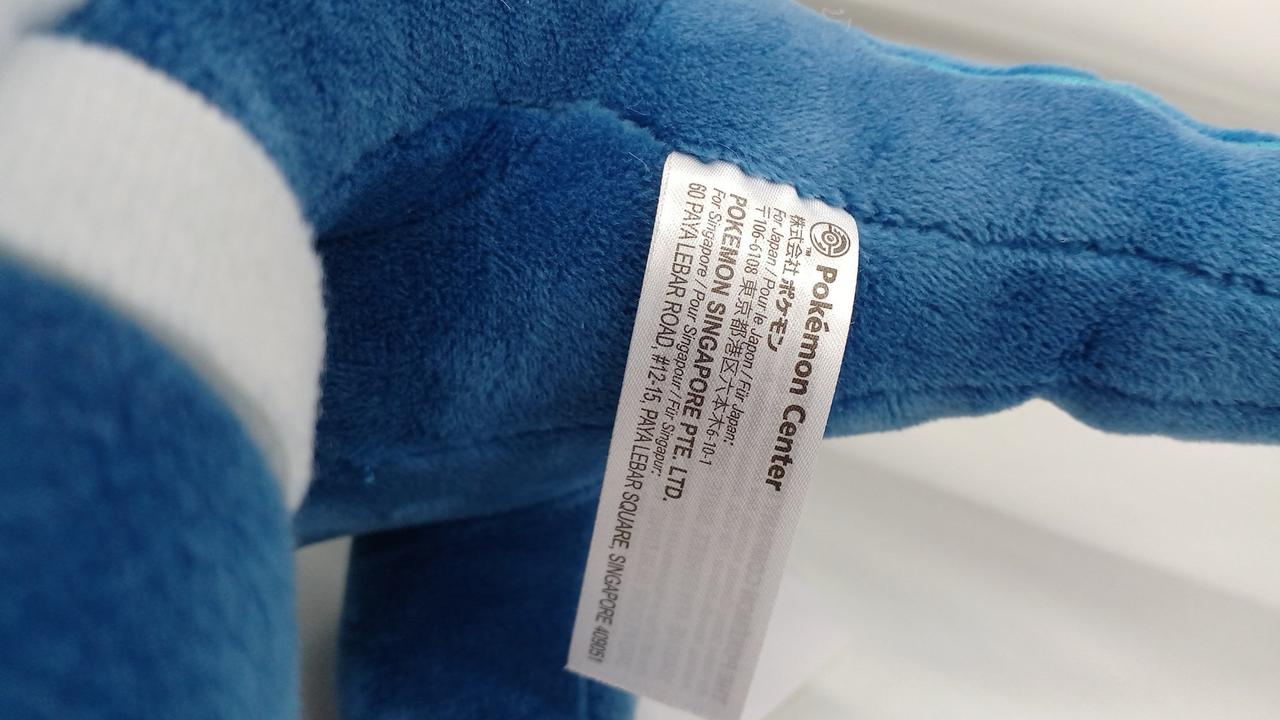 Pokémon Center
™
株式会社 ポケモン
For Japan / Pour le Japon / Für Japan:
〒106-6108 東京都港区六本木6-10-1
POKEMON SINGAPORE PTE. LTD.
For Singapore / Pour Singapour / Für Singapur:
60 PAYA LEBAR ROAD, #12-15, PAYA LEBAR SQUARE, SINGAPORE 409051